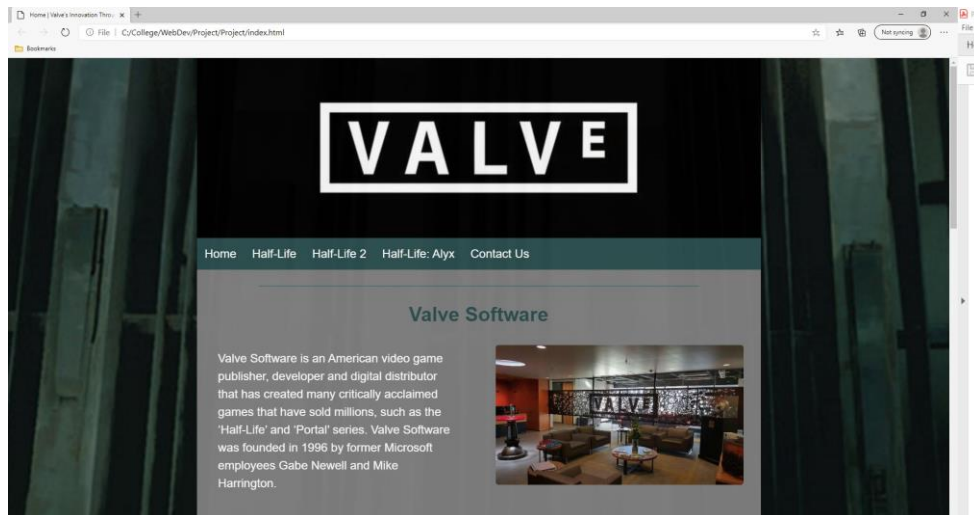 Home | Valve's Innovation Throu
File | C:/College/WebDev/Project/Project/index.html
Not syncing
File
Bookmarks
VALVE
Home Half-Life Half-Life 2 Half-Life: Alyx Contact Us
Valve Software
Valve Software is an American video game
publisher, developer and digital distributor
that has created many critically acclaimed
games that have sold millions, such as the
‘Half-Life’ and ‘Portal’ series. Valve Software
was founded in 1996 by former Microsoft
employees Gabe Newell and Mike
Harrington.
VALVE